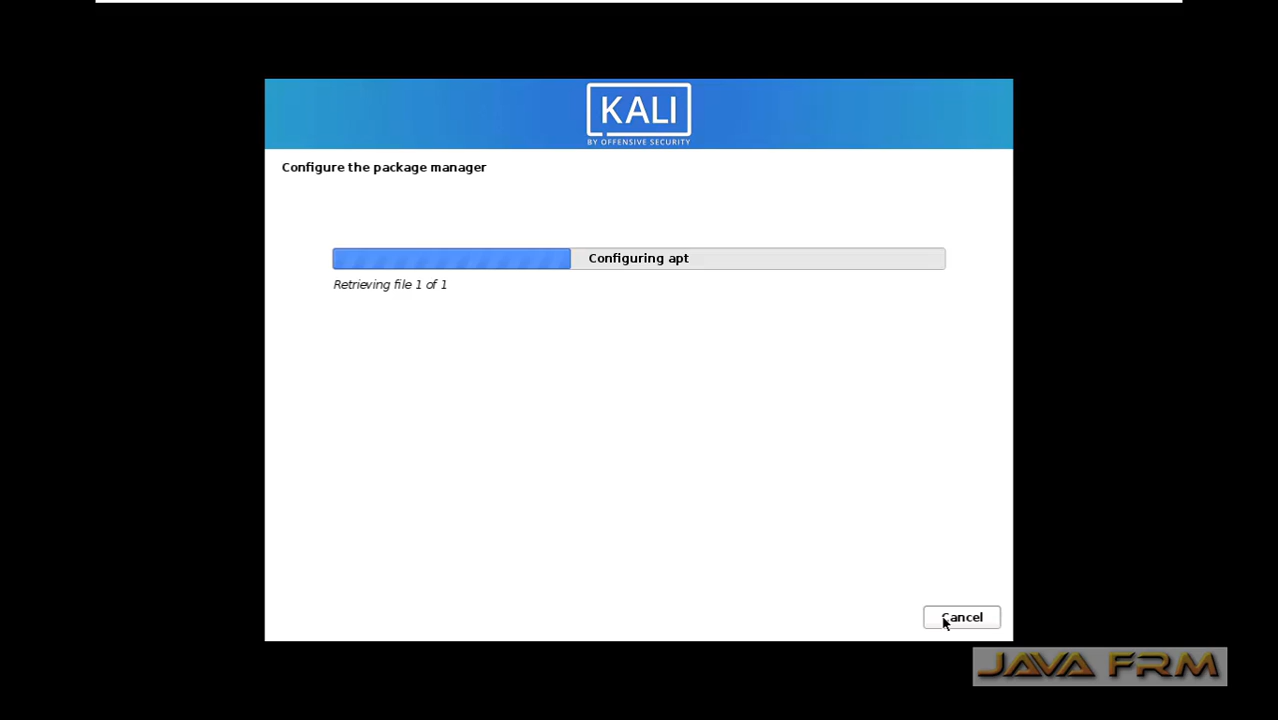 KALI
BY OFFENSIVE SECURITY
Configure the package manager
Configuring apt
Retrieving file 1 of 1
Cancel
JAVA FRM